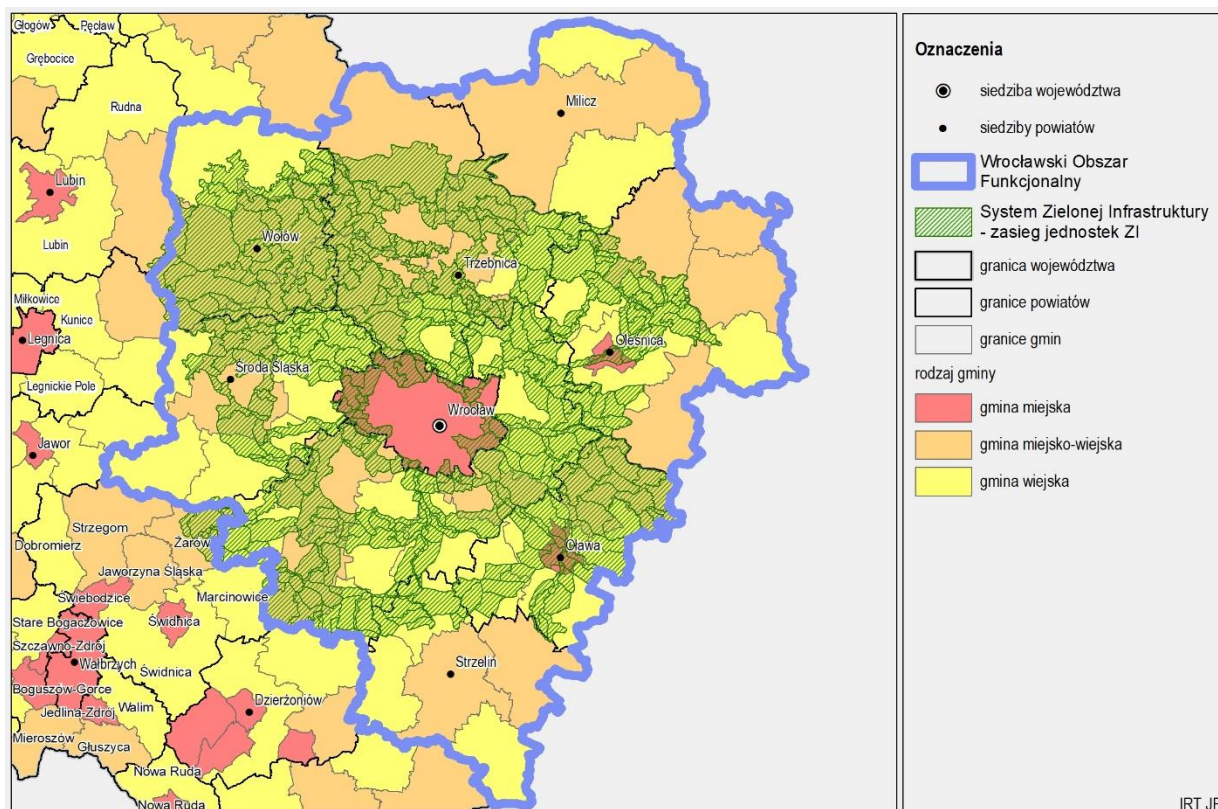 Głogów
Pęcław
Grębocice
Rudna
Milicz
Lubin
Wołów
Lubin
Trzebnica
Miłkowice
Kunice
Legnica
Oleśnica
Środa Śląska
Legnickie Pole
Wrocław
Jawor
Strzegom
Żarów
Dobromierz
Oława
Jaworzyna Śląska
Świebodzice
Marcinowice
Stare Bogaczowice
Świdnica
Szczawno-Zdrój
Wałbrzych
Świdnica
Strzelin
Boguszów-Gorce
Jedlina-Zdrój
Walim
Dzierżoniów
Mieroszów
Głuszyca
Nowa Ruda
Nowa Ruda
Oznaczenia
siedziba województwa
siedziby powiatów
Wrocławski Obszar
Funkcjonalny
System Zielonej Infrastruktury
- zasieg jednostek ZI
granica województwa
granice powiatów
granice gmin
rodzaj gminy
gmina miejska
gmina miejsko-wiejska
gmina wiejska